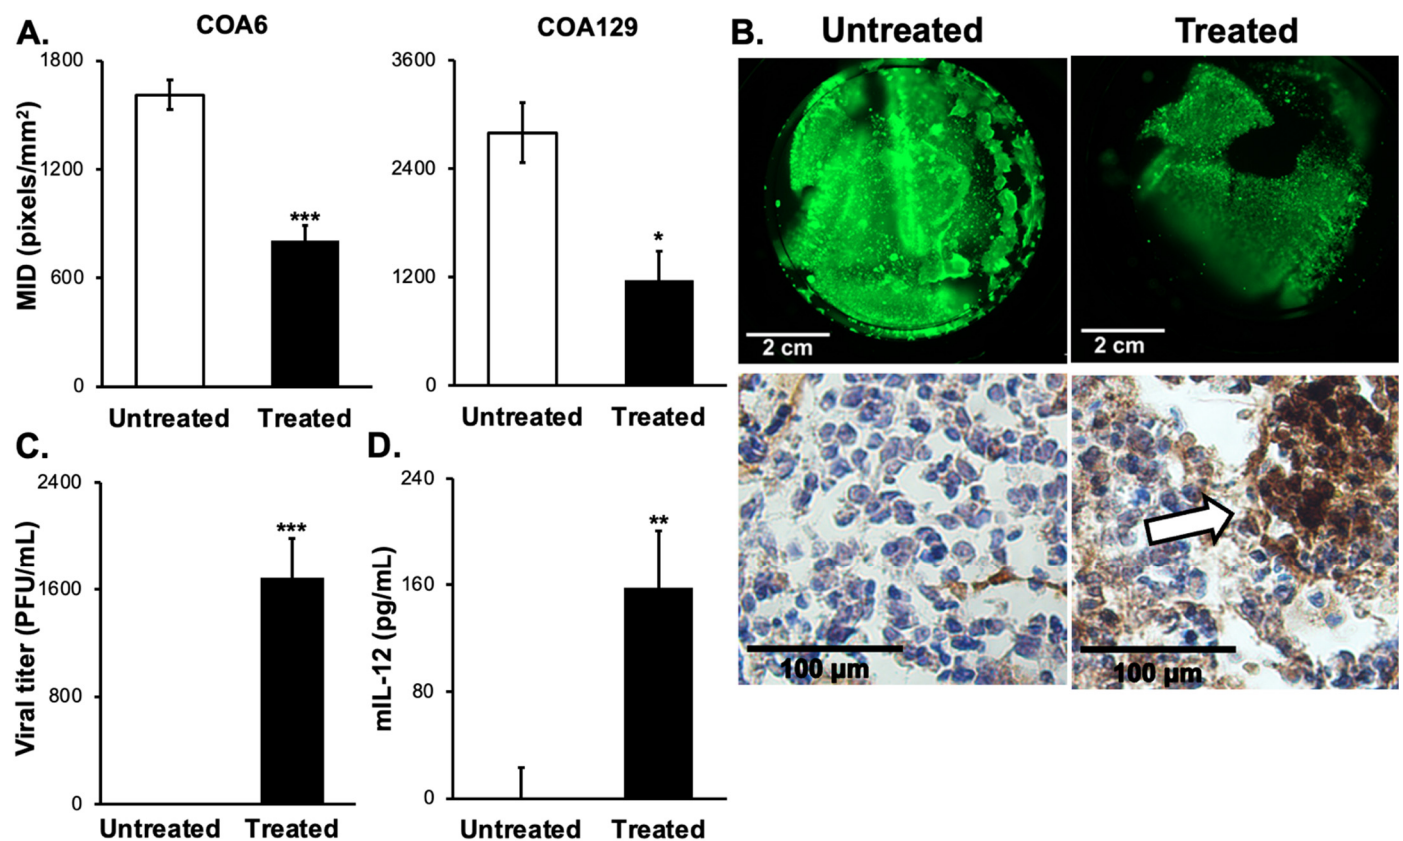 A.
COA6
MID (pixels/mm²)
1800
1200
600
0
***
Untreated
Treated
COA129
3600
2400
1200
0
*
Untreated
Treated
B.
Untreated
Treated
2 cm
2 cm
100 µm
100 µm
C.
Viral titer (PFU/mL)
2400
1600
800
0
***
Untreated
Treated
D.
mIL-12 (pg/mL)
240
160
80
0
**
Untreated
Treated